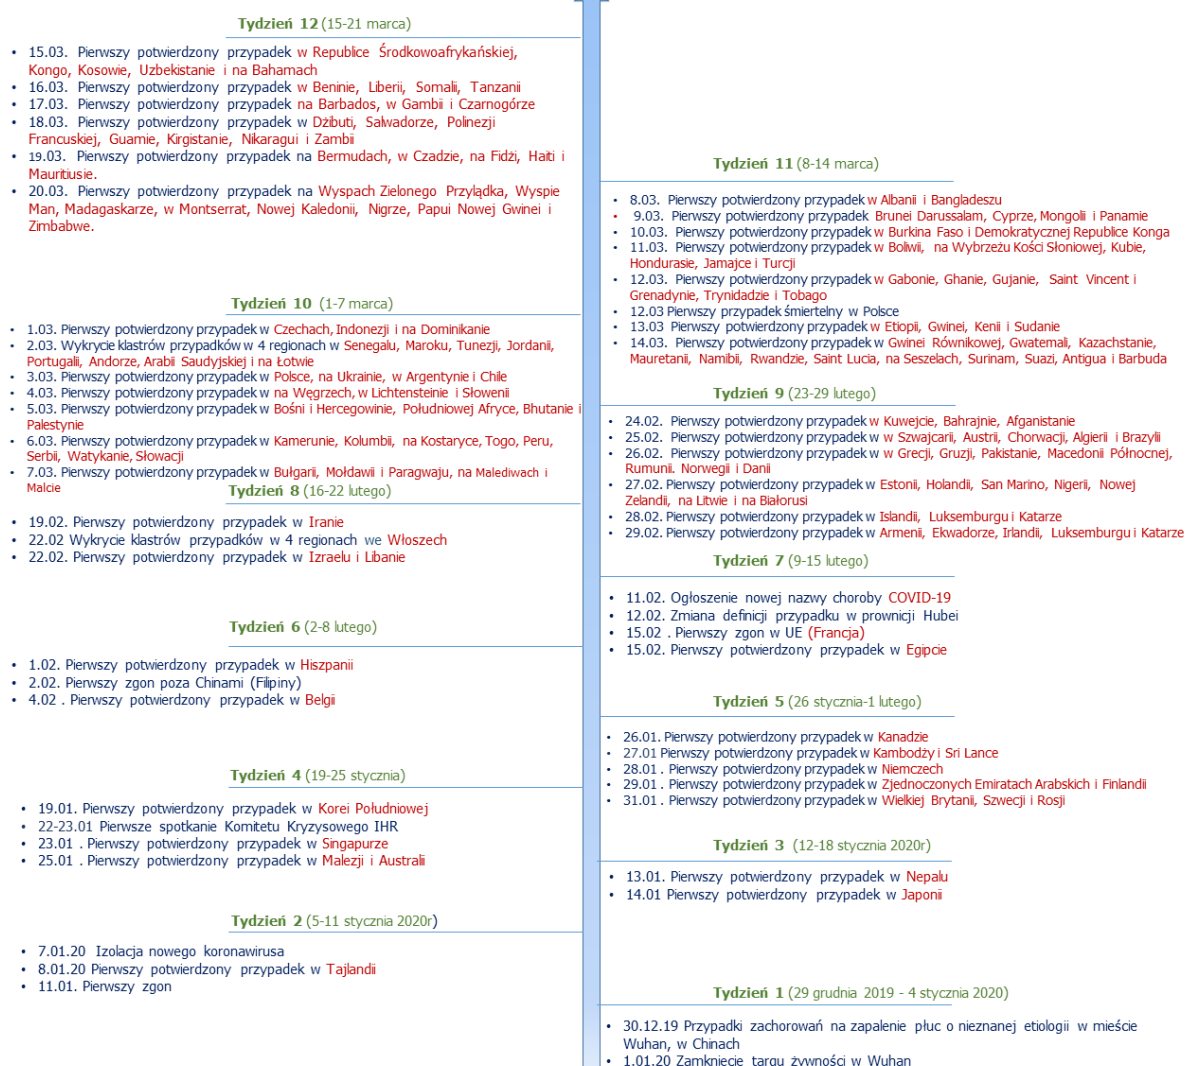 Tydzień 12 (15-21 marca)
• 15.03. Pierwszy potwierdzony przypadek w Republice Środkowoafrykańskiej,
Kongo, Kosowie, Uzbekistanie i na Bahamach
• 16.03. Pierwszy potwierdzony przypadek w Beninie, Liberii, Somalii, Tanzanii
• 17.03. Pierwszy potwierdzony przypadek na Barbados, w Gambii i Czarnogórze
• 18.03. Pierwszy potwierdzony przypadek w Dżibuti, Salwadorze, Polinezji
Francuskiej, Guamie, Kirgistanie, Nikaragui i Zambii
• 19.03. Pierwszy potwierdzony przypadek na Bermudach, w Czadzie, na Fidżi, Haiti i
Mauritiusie.
• 20.03. Pierwszy potwierdzony przypadek na Wyspach Zielonego Przylądka, Wyspie
Man, Madagaskarze, w Montserrat, Nowej Kaledonii, Nigrze, Papui Nowej Gwinei i
Zimbabwe.
Tydzień 11 (8-14 marca)
• 8.03. Pierwszy potwierdzony przypadek w Albanii i Bangladeszu
• 9.03. Pierwszy potwierdzony przypadek Brunei Darussalam, Cyprze, Mongolii i Panamie
• 10.03. Pierwszy potwierdzony przypadek w Burkina Faso i Demokratycznej Republice Konga
• 11.03. Pierwszy potwierdzony przypadek w Boliwii, na Wybrzeżu Kości Słoniowej, Kubie,
Hondurasie, Jamajce i Turcji
• 12.03. Pierwszy potwierdzony przypadek w Gabonie, Ghanie, Gujanie, Saint Vincent i
Grenadynie, Trynidadzie i Tobago
• 12.03 Pierwszy przypadek śmiertelny w Polsce
• 13.03 Pierwszy potwierdzony przypadek w Etiopii, Gwinei, Kenii i Sudanie
• 14.03. Pierwszy potwierdzony przypadek w Gwinei Równikowej, Gwatemali, Kazachstanie,
Mauretanii, Namibii, Rwandzie, Saint Lucia, na Seszelach, Surinam, Suazi, Antigua i Barbuda
Tydzień 10 (1-7 marca)
• 1.03. Pierwszy potwierdzony przypadek w Czechach, Indonezji i na Dominikanie
• 2.03. Wykrycie klastrów przypadków w 4 regionach w Senegalu, Maroku, Tunezji, Jordanii,
Portugalii, Andorze, Arabii Saudyjskiej i na Łotwie
• 3.03. Pierwszy potwierdzony przypadek w Polsce, na Ukrainie, w Argentynie i Chile
• 4.03. Pierwszy potwierdzony przypadek w na Węgrzech, w Lichtensteinie i Słowenii
• 5.03. Pierwszy potwierdzony przypadek w Bośni i Hercegowinie, Południowej Afryce, Bhutanie i
Palestynie
• 6.03. Pierwszy potwierdzony przypadek w Kamerunie, Kolumbii, na Kostaryce, Togo, Peru,
Serbii, Watykanie, Słowacji
• 7.03. Pierwszy potwierdzony przypadek w Bułgarii, Mołdawii i Paragwaju, na Malediwach i
Malcie
Tydzień 9 (23-29 lutego)
• 24.02. Pierwszy potwierdzony przypadek w Kuwejcie, Bahrajnie, Afganistanie
• 25.02. Pierwszy potwierdzony przypadek w w Szwajcarii, Austrii, Chorwacji, Algierii i Brazylii
• 26.02. Pierwszy potwierdzony przypadek w w Grecji, Gruzji, Pakistanie, Macedonii Północnej,
Rumunii. Norwegii i Danii
• 27.02. Pierwszy potwierdzony przypadek w Estonii, Holandii, San Marino, Nigerii, Nowej
Zelandii, na Litwie i na Białorusi
• 28.02. Pierwszy potwierdzony przypadek w Islandii, Luksemburgu i Katarze
• 29.02. Pierwszy potwierdzony przypadek w Armenii, Ekwadorze, Irlandii, Luksemburgu i Katarze
Tydzień 8 (16-22 lutego)
• 19.02. Pierwszy potwierdzony przypadek w Iranie
• 22.02 Wykrycie klastrów przypadków w 4 regionach we Włoszech
• 22.02. Pierwszy potwierdzony przypadek w Izraelu i Libanie
Tydzień 7 (9-15 lutego)
• 11.02. Ogłoszenie nowej nazwy choroby COVID-19
• 12.02. Zmiana definicji przypadku w prownicji Hubei
• 15.02 . Pierwszy zgon w UE (Francja)
• 15.02. Pierwszy potwierdzony przypadek w Egipcie
Tydzień 6 (2-8 lutego)
• 1.02. Pierwszy potwierdzony przypadek w Hiszpanii
• 2.02. Pierwszy zgon poza Chinami (Filipiny)
• 4.02 . Pierwszy potwierdzony przypadek w Belgii
Tydzień 5 (26 stycznia-1 lutego)
• 26.01. Pierwszy potwierdzony przypadek w Kanadzie
• 27.01 Pierwszy potwierdzony przypadek w Kambodży i Sri Lance
• 28.01 . Pierwszy potwierdzony przypadek w Niemczech
• 29.01 . Pierwszy potwierdzony przypadek w Zjednoczonych Emiratach Arabskich i Finlandii
• 31.01 . Pierwszy potwierdzony przypadek w Wielkiej Brytanii, Szwecji i Rosji
Tydzień 4 (19-25 stycznia)
• 19.01. Pierwszy potwierdzony przypadek w Korei Południowej
• 22-23.01 Pierwsze spotkanie Komitetu Kryzysowego IHR
• 23.01 . Pierwszy potwierdzony przypadek w Singapurze
• 25.01 . Pierwszy potwierdzony przypadek w Malezji i Australii
Tydzień 3 (12-18 stycznia 2020r)
• 13.01. Pierwszy potwierdzony przypadek w Nepalu
• 14.01 Pierwszy potwierdzony przypadek w Japonii
Tydzień 2 (5-11 stycznia 2020r)
• 7.01.20 Izolacja nowego koronawirusa
• 8.01.20 Pierwszy potwierdzony przypadek w Tajlandii
• 11.01. Pierwszy zgon
Tydzień 1 (29 grudnia 2019 - 4 stycznia 2020)
• 30.12.19 Przypadki zachorowań na zapalenie płuc o nieznanej etiologii w mieście
Wuhan, w Chinach
• 1.01.20 Zamknięcie targu żywności w Wuhan